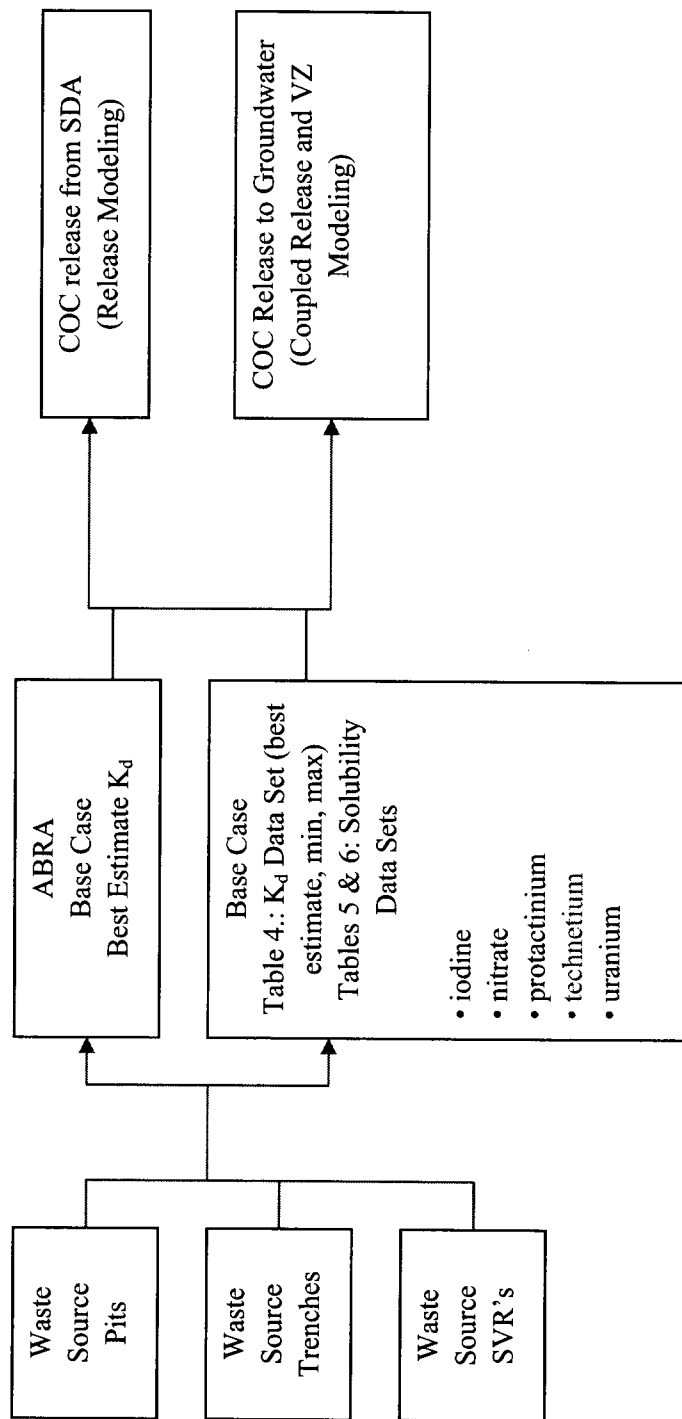 Waste
Source
Pits
Waste
Source
Trenches
Waste
Source
SVR's
ABRA
Base Case
Best Estimate Kd
Base Case
Table 4.: Kd Data Set (best
estimate, min, max)
Tables 5 & 6: Solubility
Data Sets
• iodine
• nitrate
• protactinium
• technetium
• uranium
COC release from SDA
(Release Modeling)
COC Release to Groundwater
(Coupled Release and VZ
Modeling)